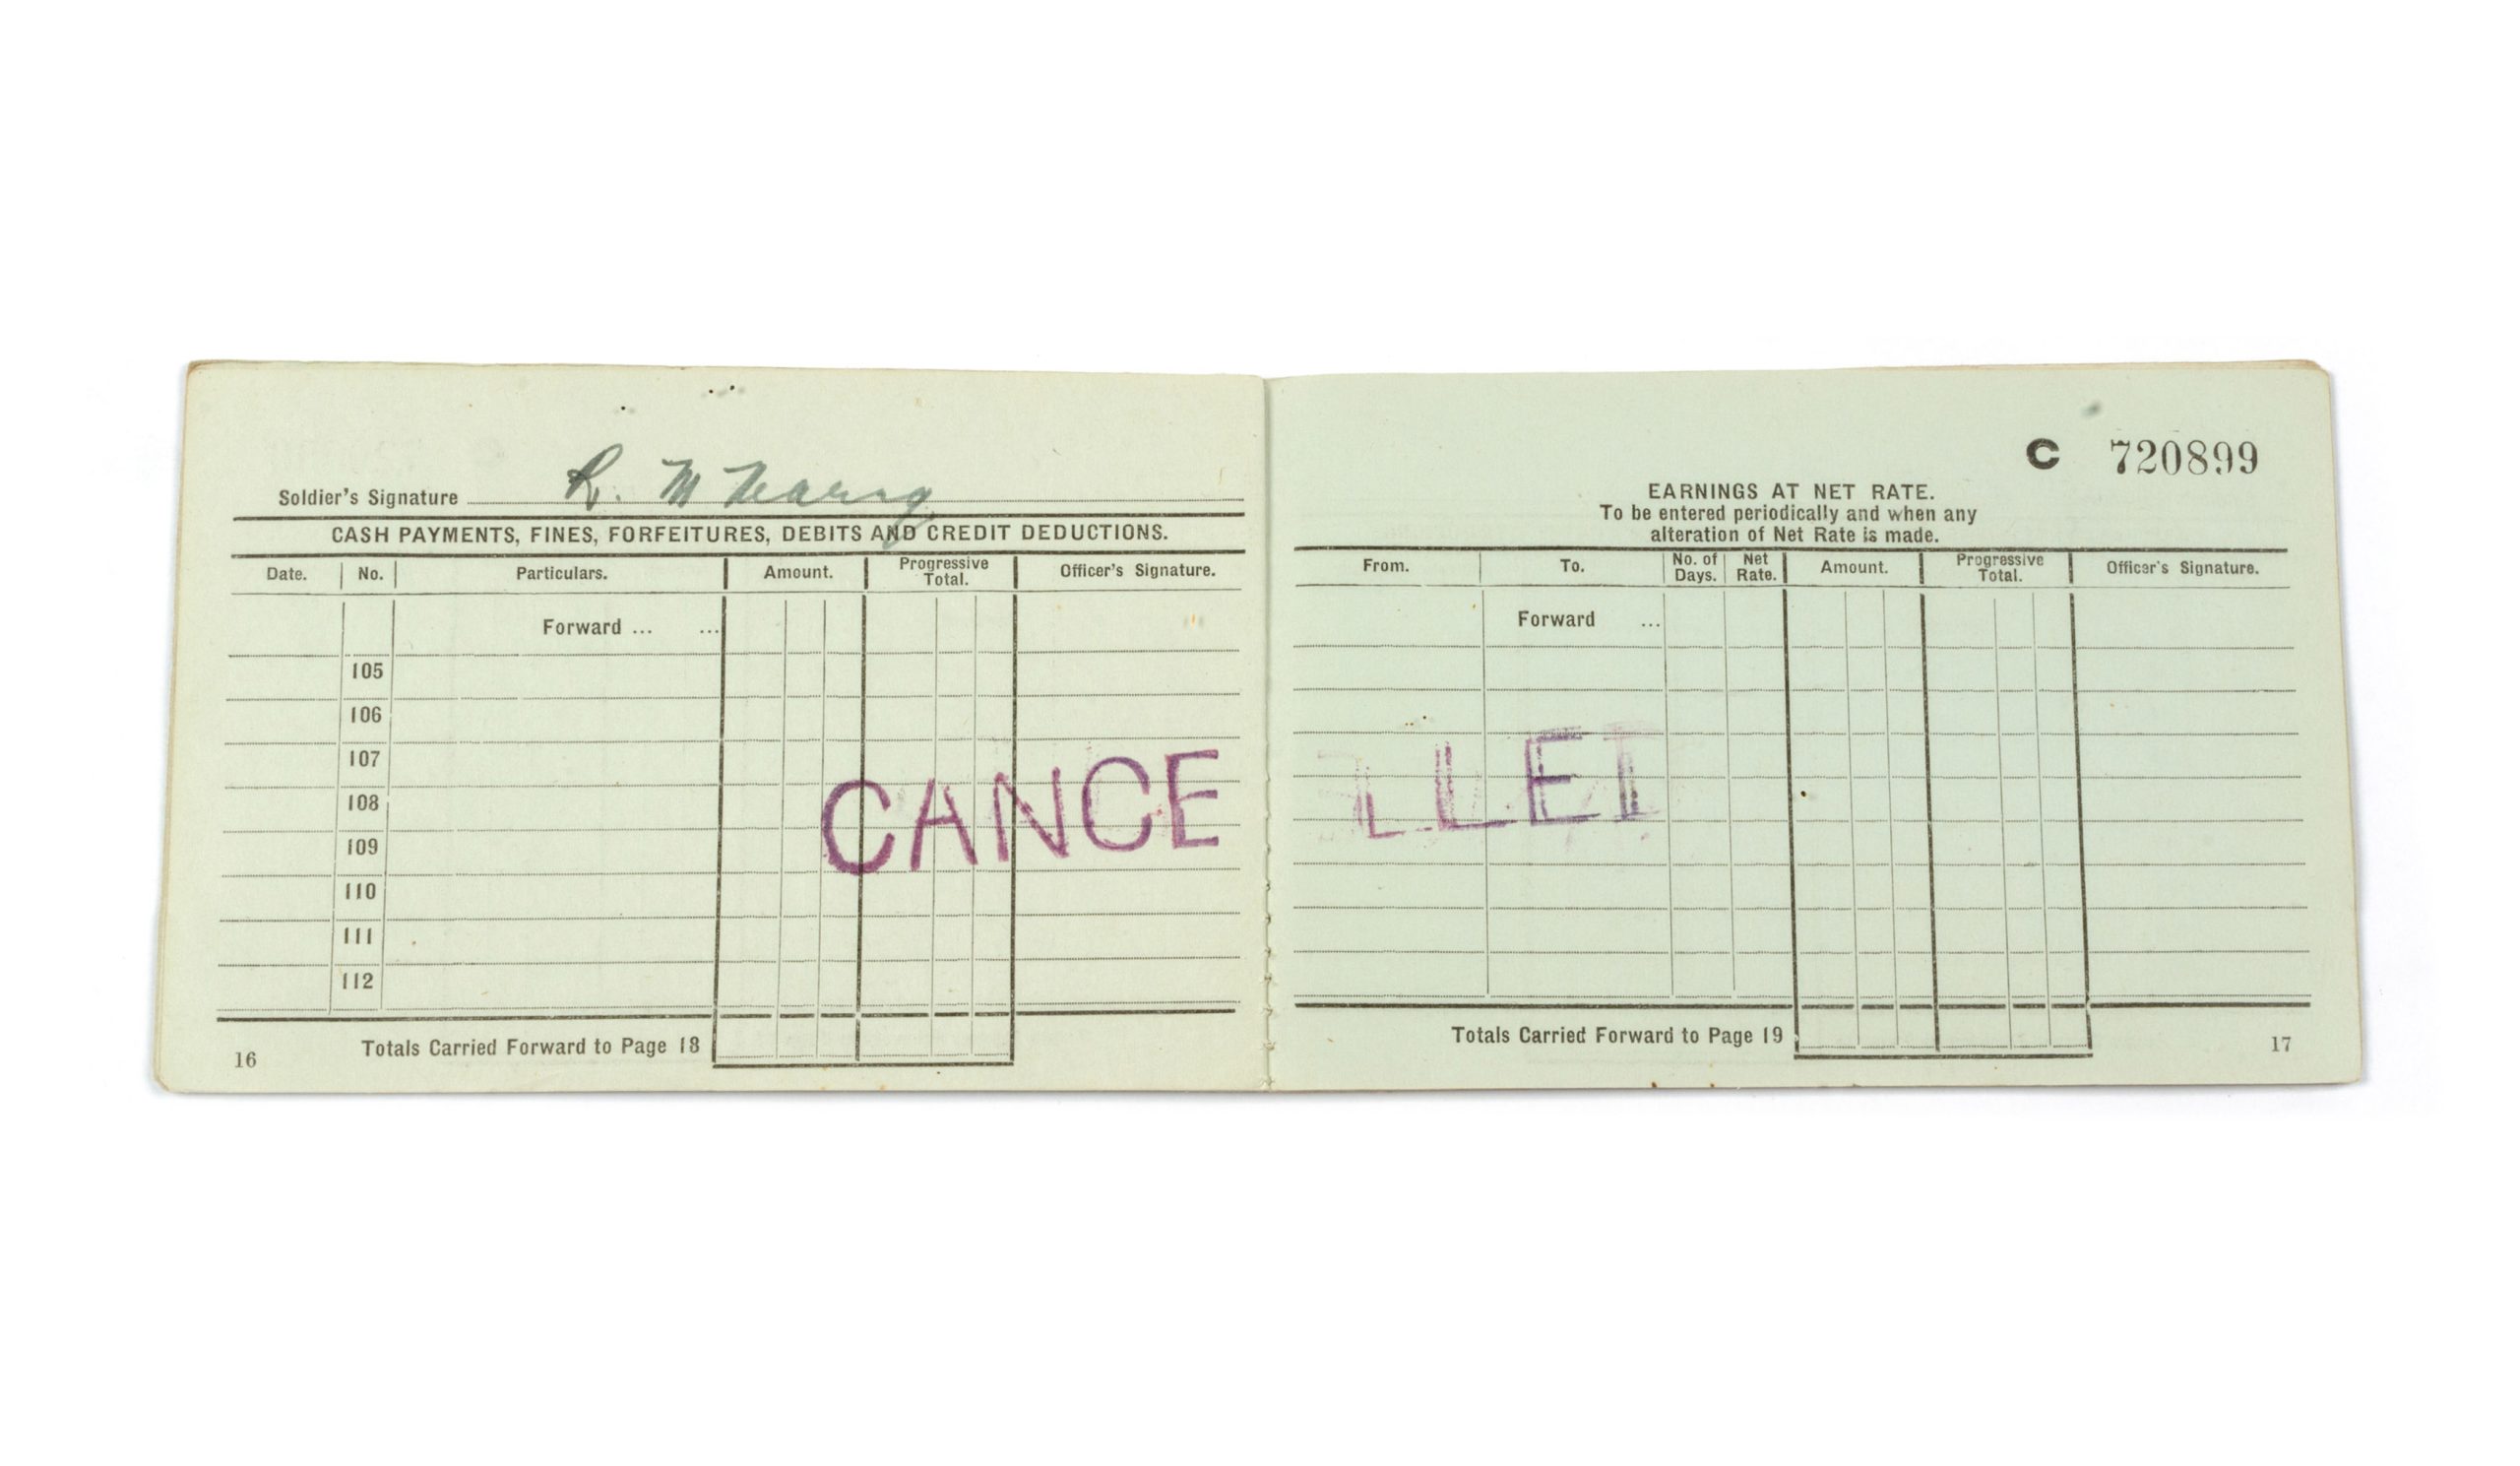 Soldier's Signature
CASH PAYMENTS, FINES, FORFEITURES, DEBITS AND CREDIT DEDUCTIONS.
Date. No. Particulars. Amount. Progressive Total. Officer's Signature.
Forward ... ...
105
106
107
108
109
110
111
112
CANCE
Totals Carried Forward to Page 18
16
C 720899
EARNINGS AT NET RATE.
To be entered periodically and when any
alteration of Net Rate is made.
From. To. No. of Days. Net Rate. Amount. Progressive Total. Officer's Signature.
Forward ...
LLE
Totals Carried Forward to Page 19
17